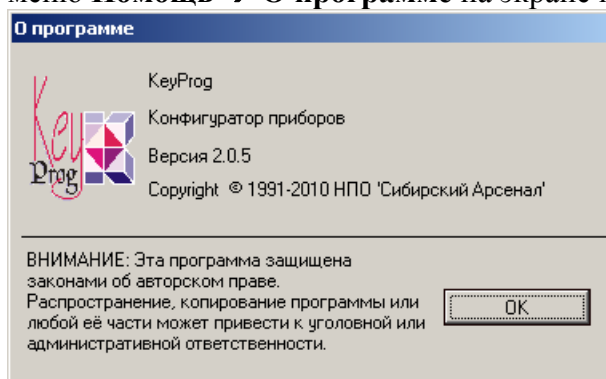 О программе на экране
О программе
KeyProg
Конфигуратор приборов
Key
Prog
Версия 2.0.5
Copyright © 1991-2010 НПО 'Сибирский Арсенал'
ВНИМАНИЕ: Эта программа защищена
законами об авторском праве.
Распространение, копирование программы или
любой её части может привести к уголовной или
административной ответственности.
OK